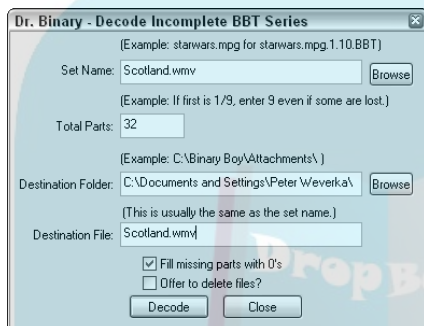 Dr. Binary - Decode Incomplete BBT Series
(Example: starwars.mpg for starwars.mpg.1.10.BBT)
Set Name: Scotland.wmv Browse
(Example: If first is 1/9, enter 9 even if some are lost.)
Total Parts: 32
(Example: C:\Binary Boy\Attachments\ )
Destination Folder: C:\Documents and Settings\Peter Weverka\ Browse
(This is usually the same as the set name.)
Destination File: Scotland.wmv
Fill missing parts with 0's
Offer to delete files?
DropBo
Decode Close